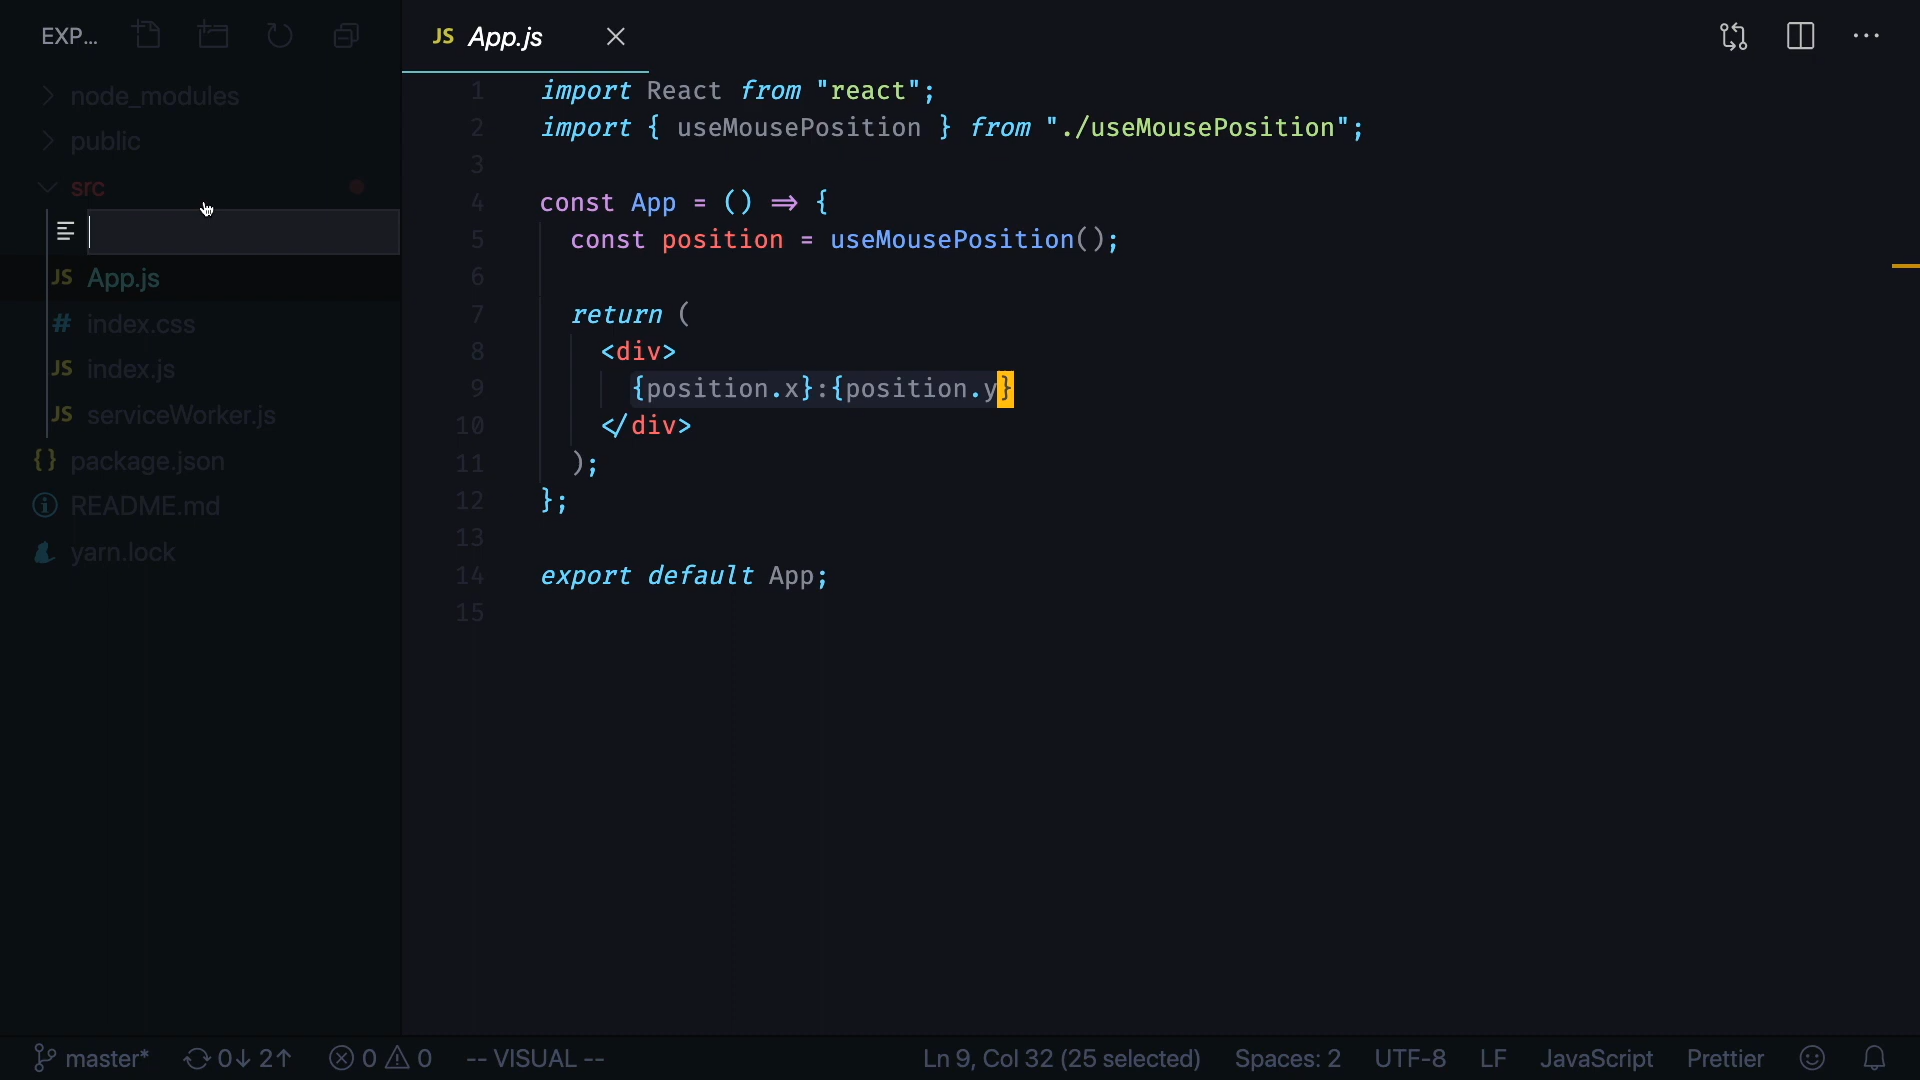 EXP...
JS App.js
node_modules
public
src
JS App.js
# index.css
JS index.js
JS serviceWorker.js
{} package.json
README.md
yarn.lock
1 import React from "react";
2 import { useMousePosition } from "./useMousePosition";
3
4 const App = () => {
5 const position = useMousePosition();
6
7 return (
8 <div>
9 {position.x}:{position.y}
10 </div>
11 );
12 };
13
14 export default App;
15
master* 0↓ 2↑ 0 0 -- VISUAL -- Ln 9, Col 32 (25 selected) Spaces: 2 UTF-8 LF JavaScript Prettier